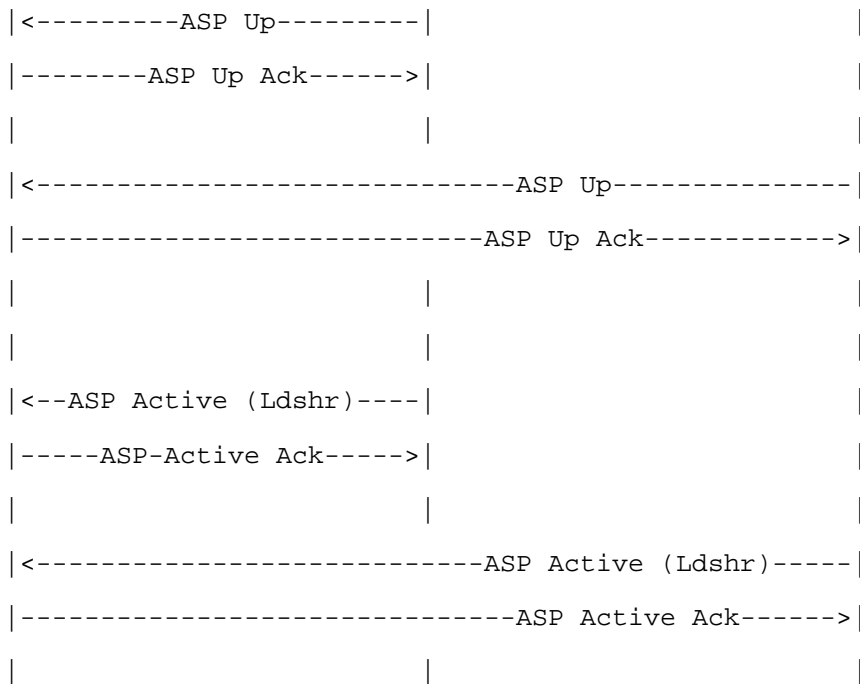 |<---------ASP Up---------| |
|--------ASP Up Ack------>| |
| | |
|<------------------------------ASP Up---------------|
|-----------------------------ASP Up Ack------------>|
| | |
| | |
|<--ASP Active (Ldshr)----| |
|-----ASP-Active Ack----->| |
| | |
|<----------------------------ASP Active (Ldshr)-----|
|-------------------------------ASP Active Ack------>|
| | |